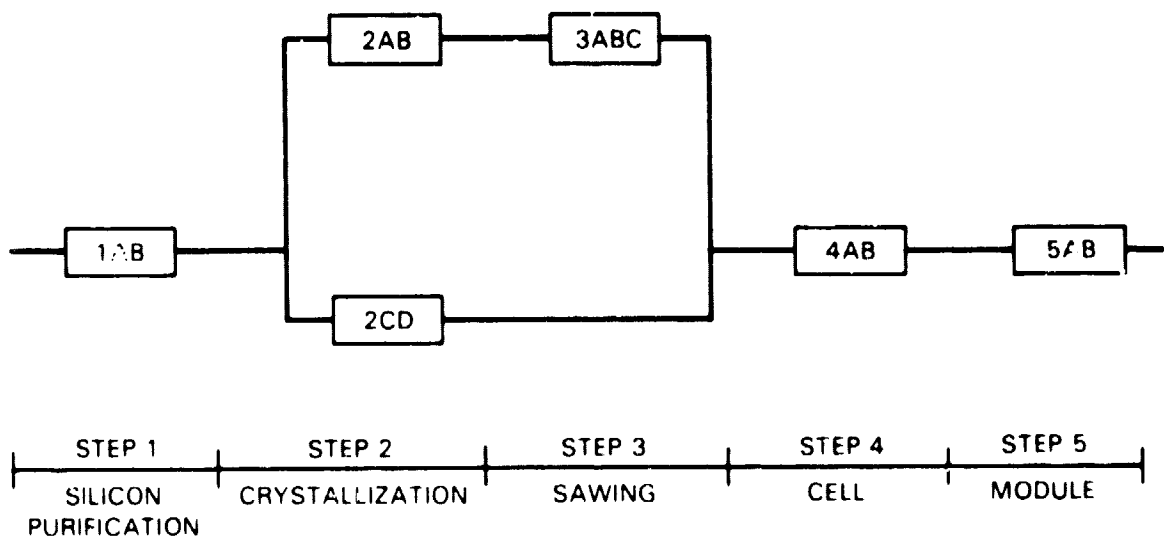 2AB
3ABC
1AB
4AB
5AB
2CD
STEP 1
STEP 2
STEP 3
STEP 4
STEP 5
SILICON PURIFICATION
CRYSTALLIZATION
SAWING
CELL
MODULE